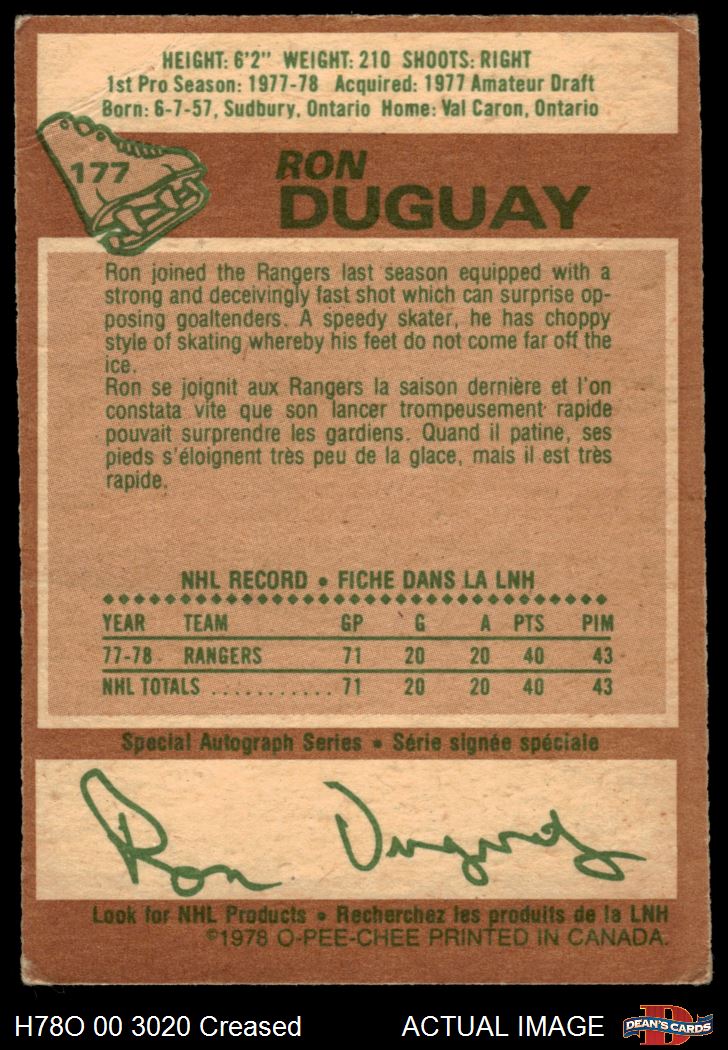 HEIGHT: 6'2" WEIGHT: 210 SHOOTS: RIGHT
1st Pro Season: 1977-78 Acquired: 1977 Amateur Draft
Born: 6-7-57, Sudbury, Ontario Home: Val Caron, Ontario
177
RON
DUGUAY
Ron joined the Rangers last season equipped with a
strong and deceivingly fast shot which can surprise op-
posing goaltenders. A speedy skater, he has choppy
style of skating whereby his feet do not come far off the
ice.
Ron se joignit aux Rangers la saison dernière et l'on
constata vite que son lancer trompeusement rapide
pouvait surprendre les gardiens. Quand il patine, ses
pieds s'éloignent très peu de la glace, mais il est très
rapide.
NHL RECORD • FICHE DANS LA LNH
YEAR TEAM GP G A PTS PIM
77-78 RANGERS 71 20 20 40 43
NHL TOTALS ........... 71 20 20 40 43
Special Autograph Series • Série signée spéciale
Ron Duguay
Look for NHL Products • Recherchez les produits de la LNH
©1978 O-PEE-CHEE PRINTED IN CANADA.
H78O 00 3020 Creased ACTUAL IMAGE
D
DEAN'S CARDS